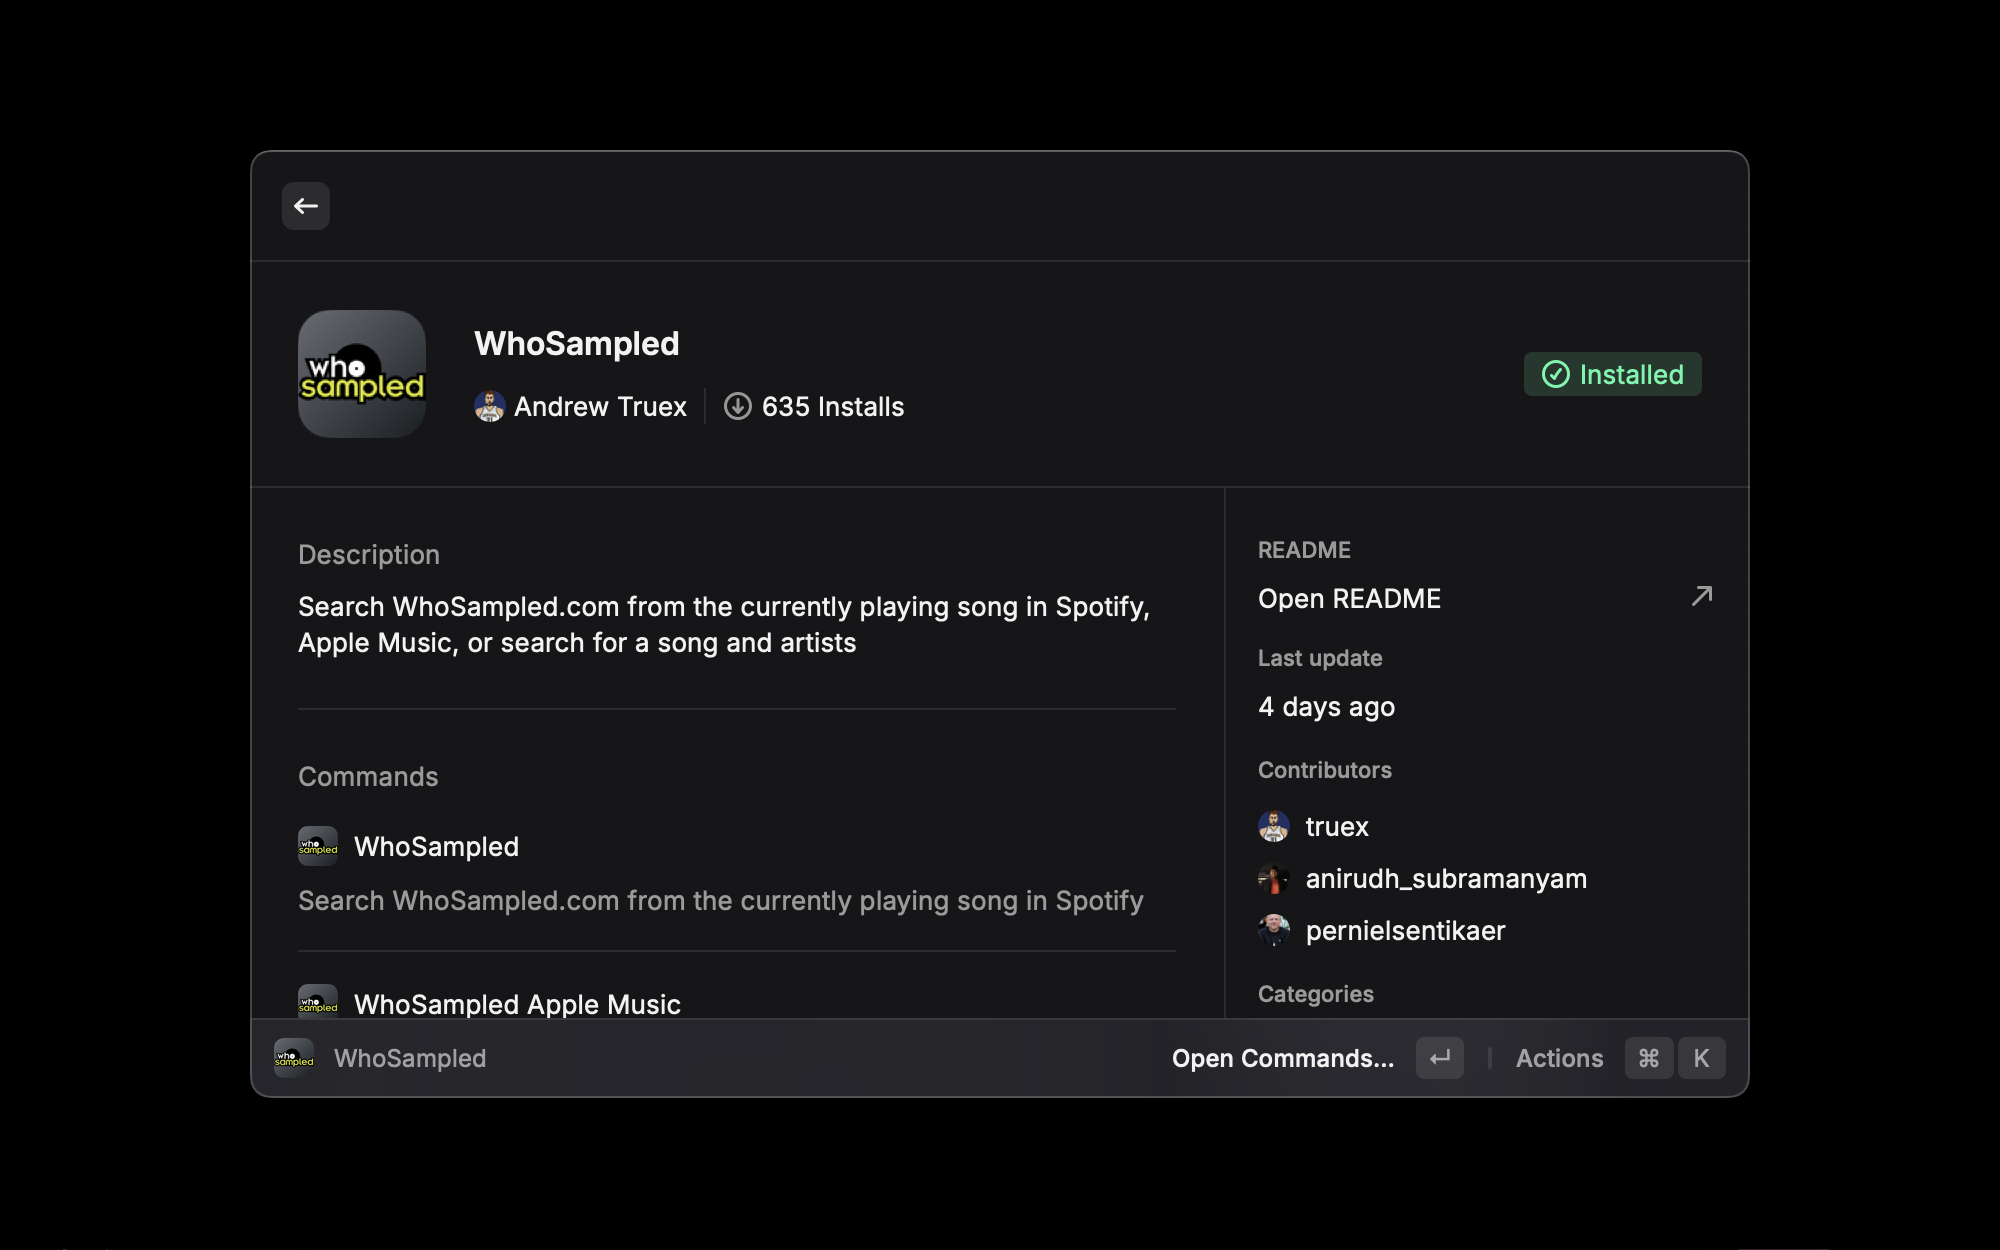 who
sampled
WhoSampled
Andrew Truex
635 Installs
Installed
Description
Search WhoSampled.com from the currently playing song in Spotify,
Apple Music, or search for a song and artists
Commands
who
sampled
WhoSampled
Search WhoSampled.com from the currently playing song in Spotify
who
sampled
WhoSampled Apple Music
README
Open README
Last update
4 days ago
Contributors
truex
anirudh_subramanyam
pernielsentikaer
Categories
who
sampled
WhoSampled
Open Commands...
Actions
⌘ K